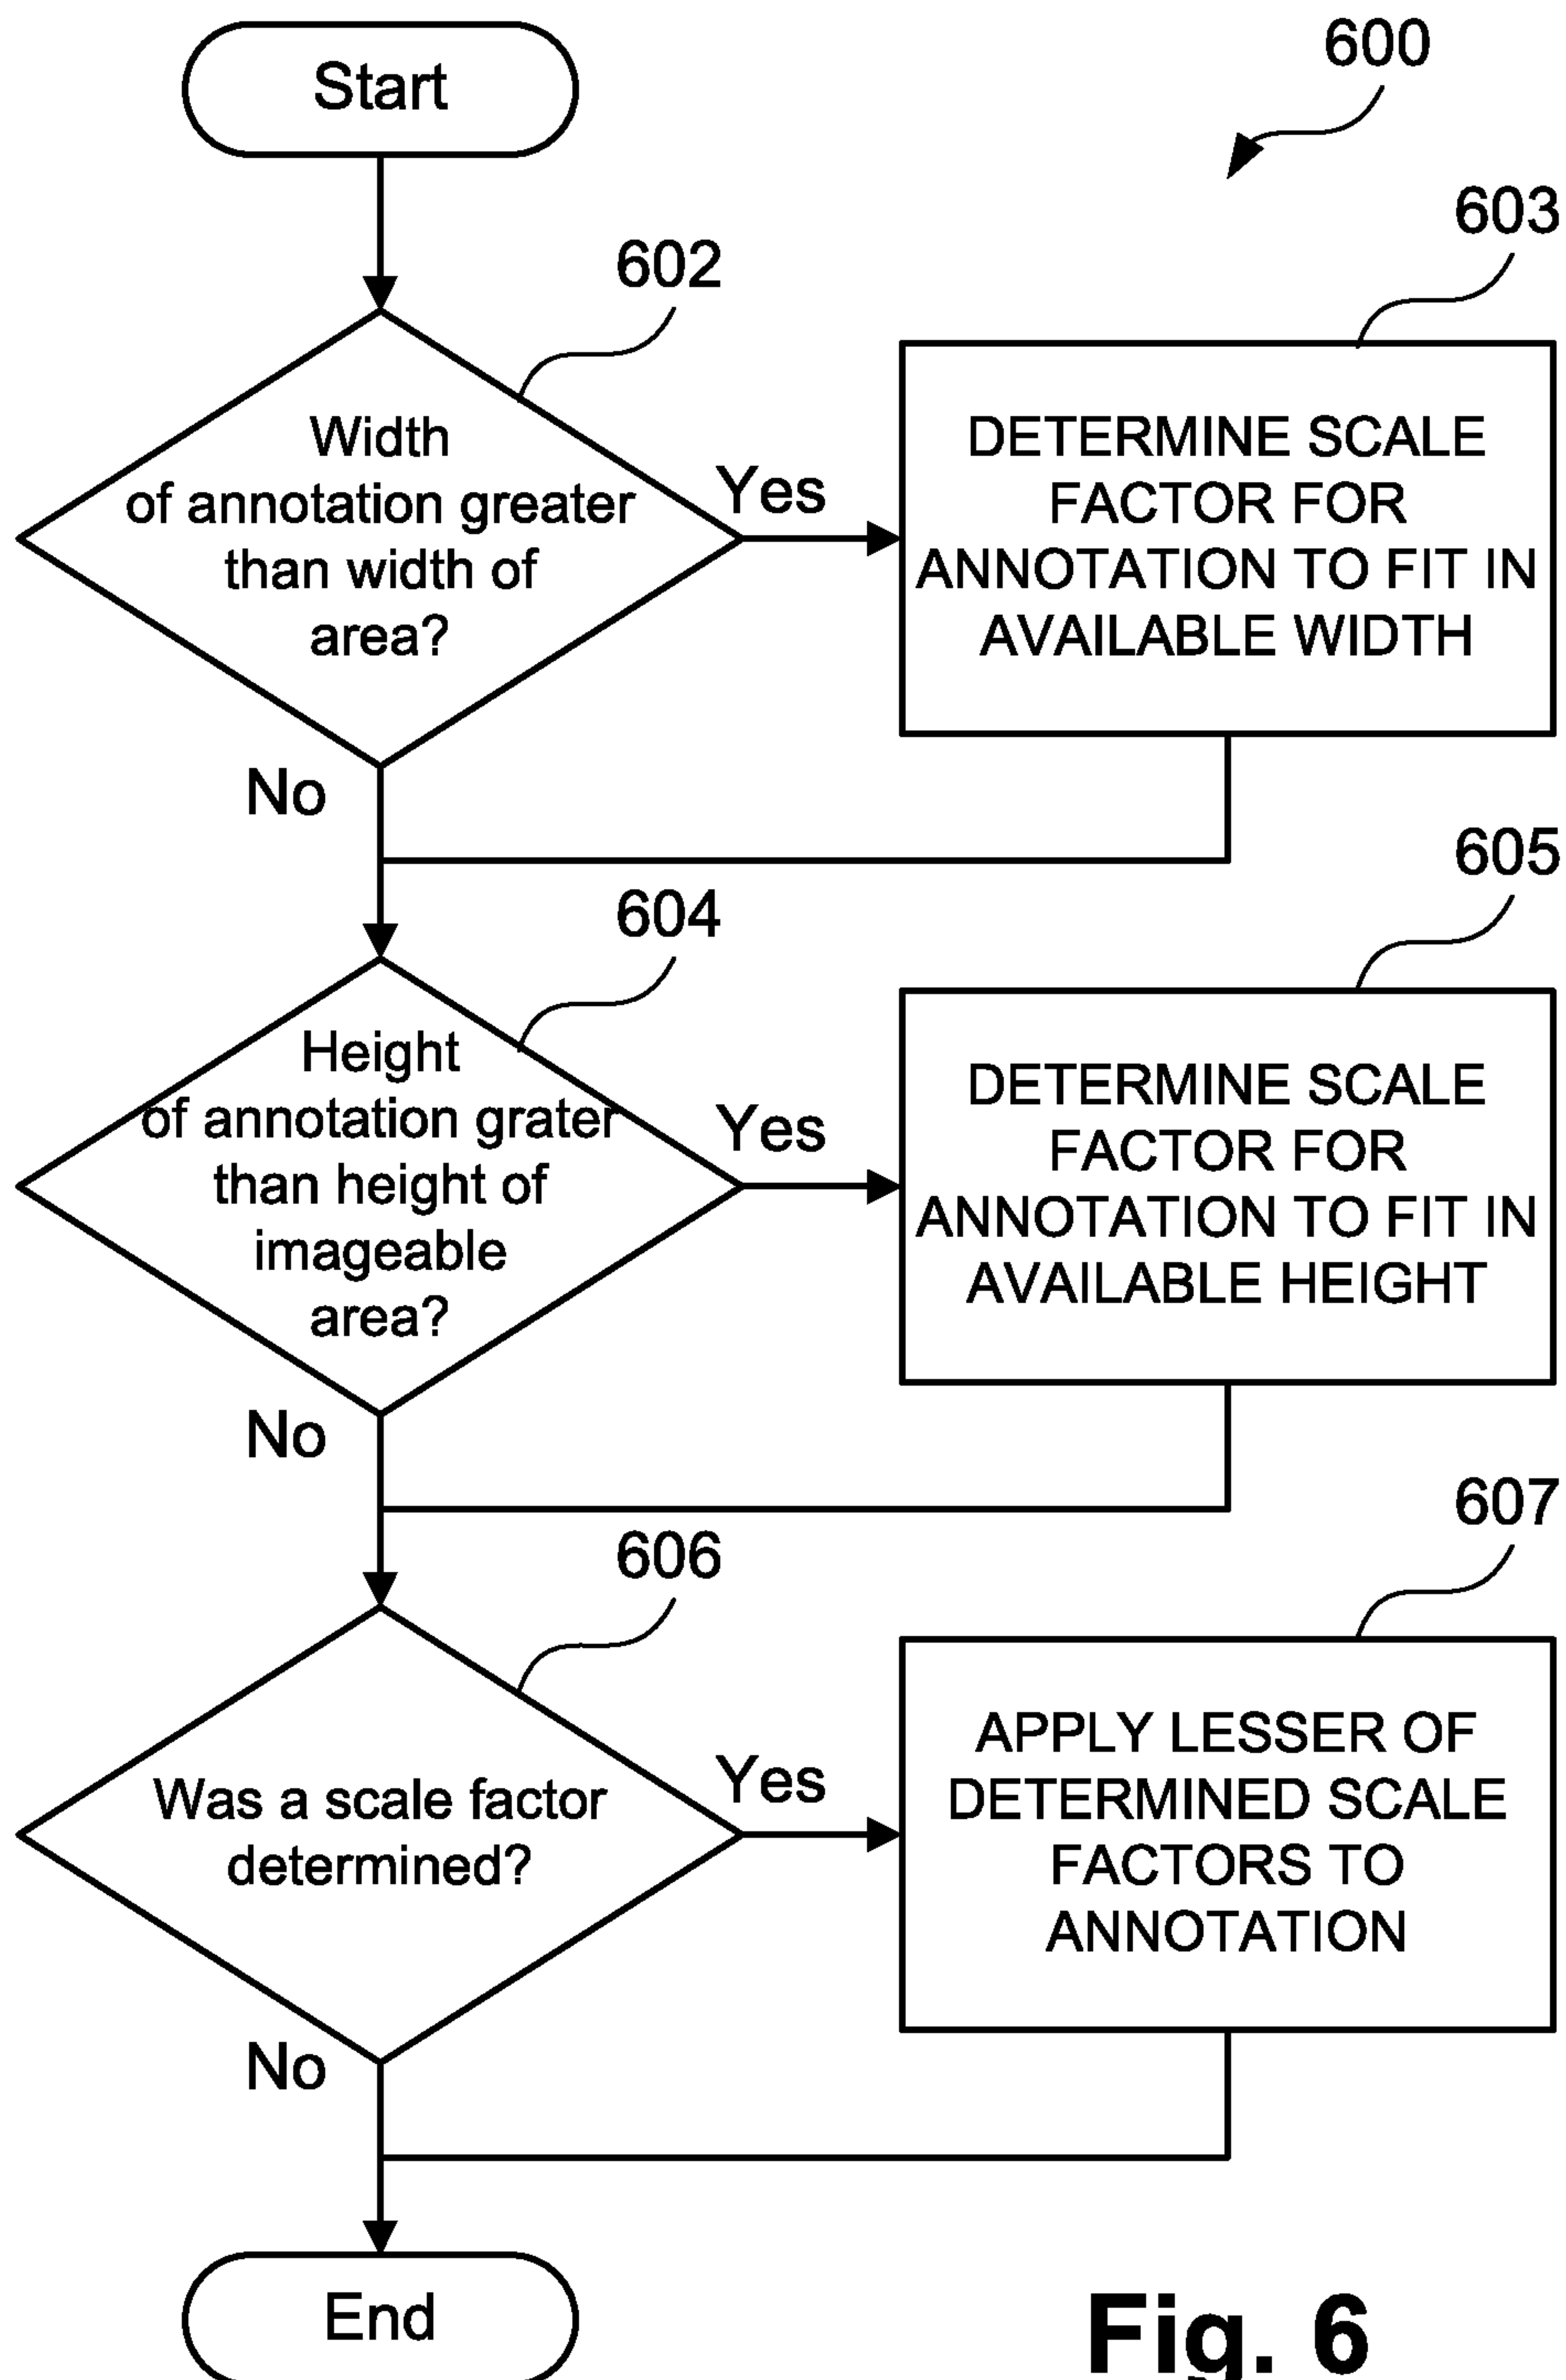 Start
600
602
603
Width
of annotation greater
than width of
area?
Yes
DETERMINE SCALE
FACTOR FOR
ANNOTATION TO FIT IN
AVAILABLE WIDTH
No
604
605
Height
of annotation grater
than height of
imageable
area?
Yes
DETERMINE SCALE
FACTOR FOR
ANNOTATION TO FIT IN
AVAILABLE HEIGHT
No
606
607
Was a scale factor
determined?
Yes
APPLY LESSER OF
DETERMINED SCALE
FACTORS TO
ANNOTATION
No
End
Fig. 6